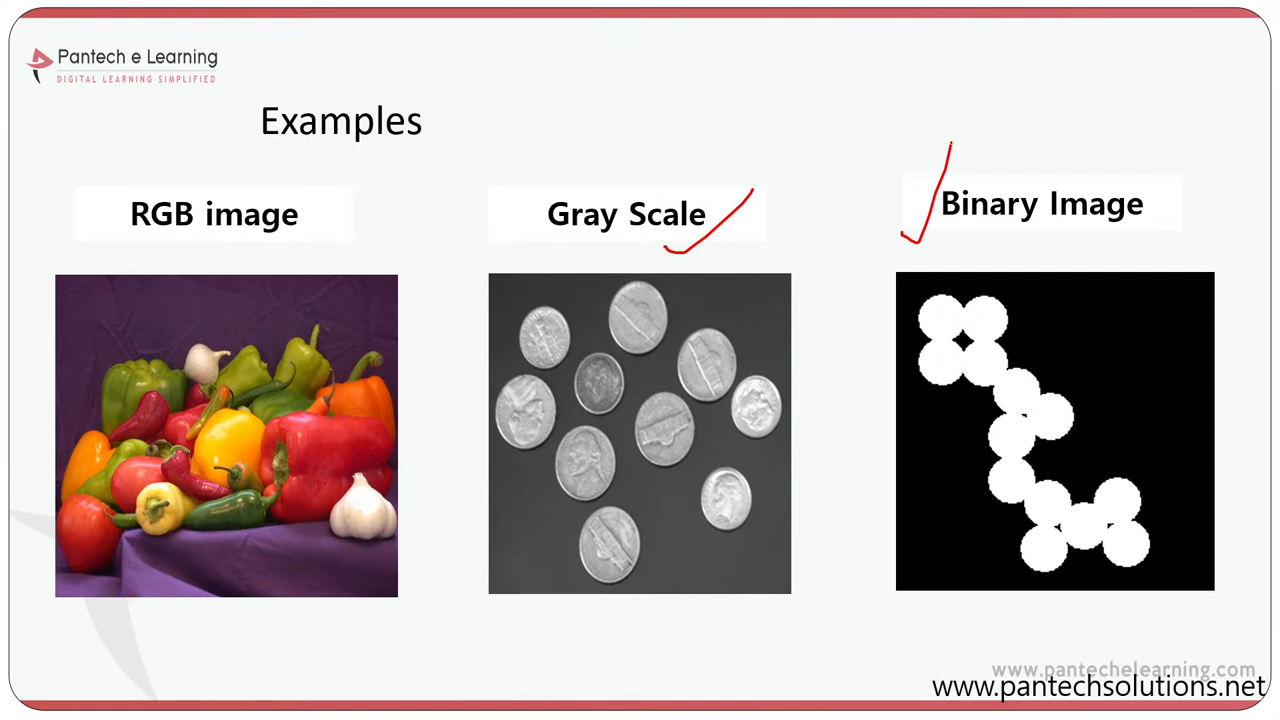 Pantech e Learning
DIGITAL LEARNING SIMPLIFIED
Examples
RGB image
Gray Scale
Binary Image
www.pantechelearning.com
www.pantechsolutions.net